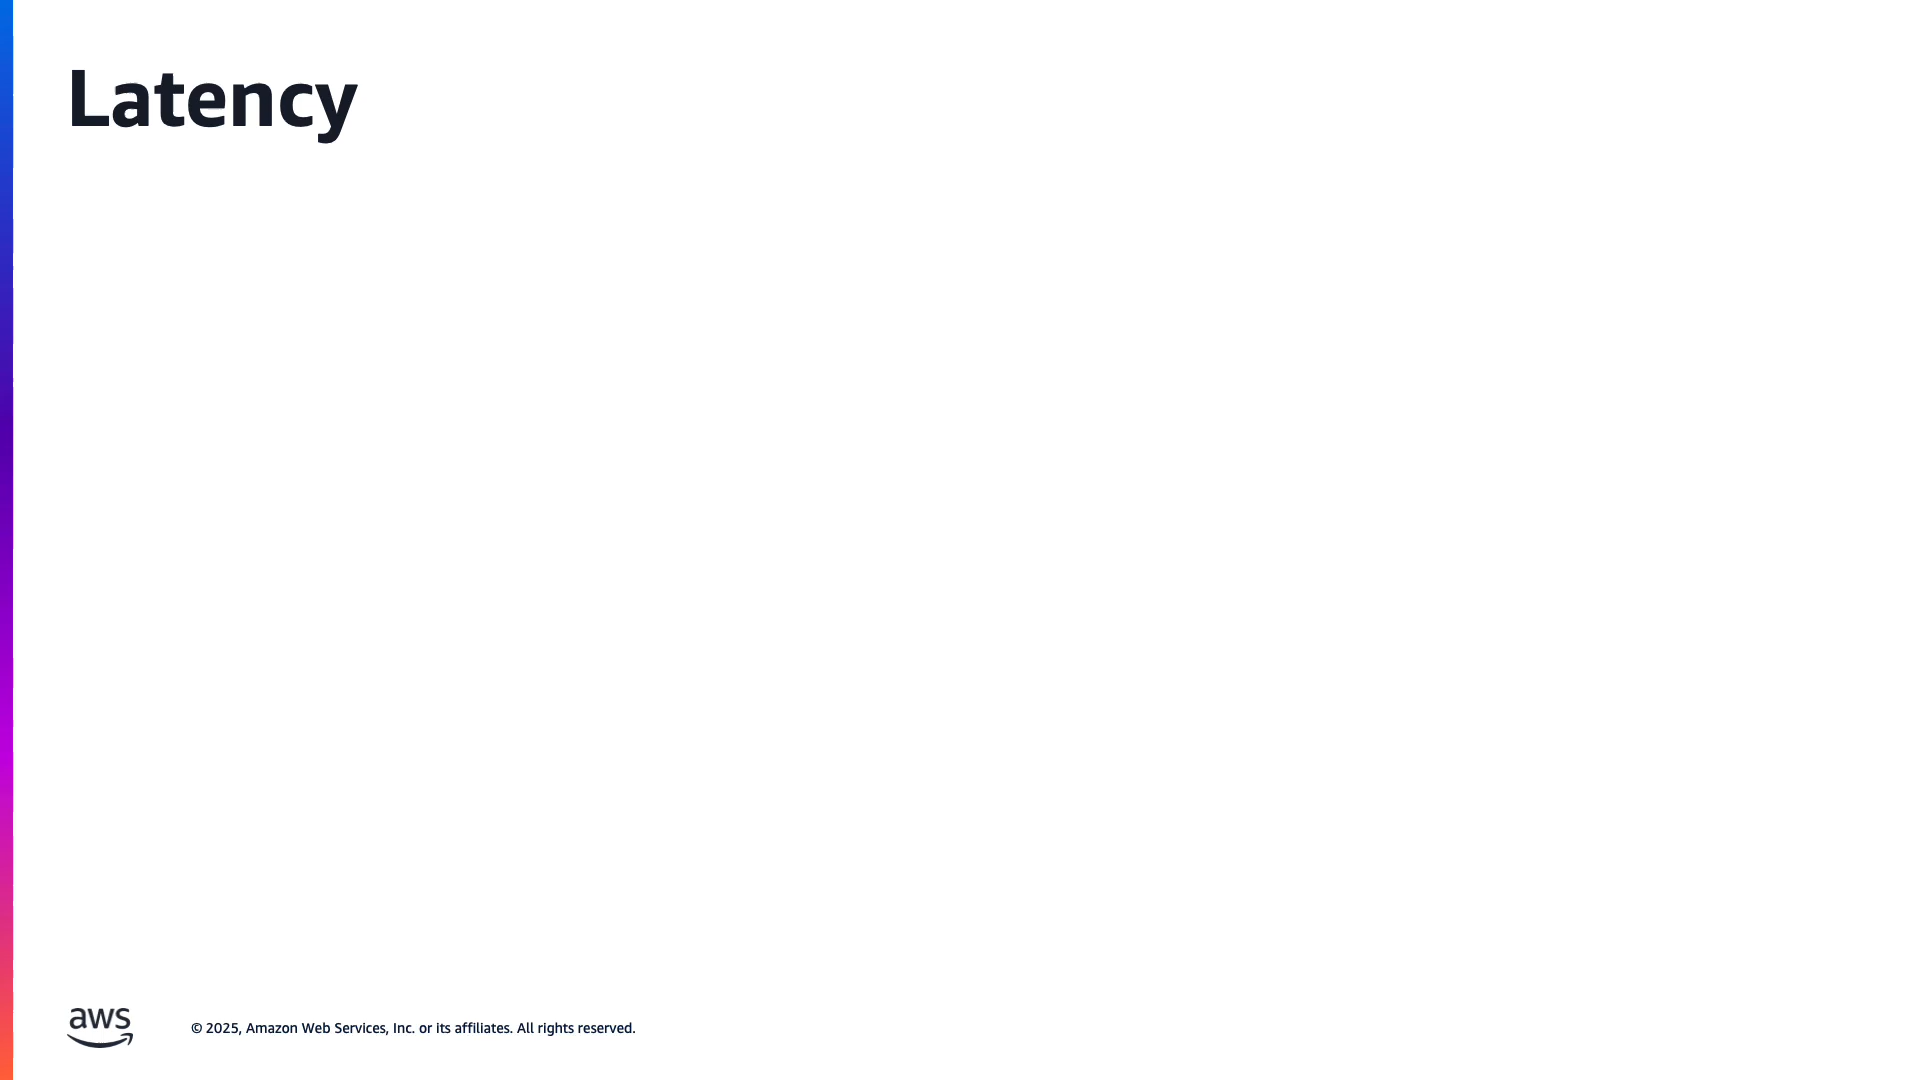 Latency
aws
© 2025, Amazon Web Services, Inc. or its affiliates. All rights reserved.